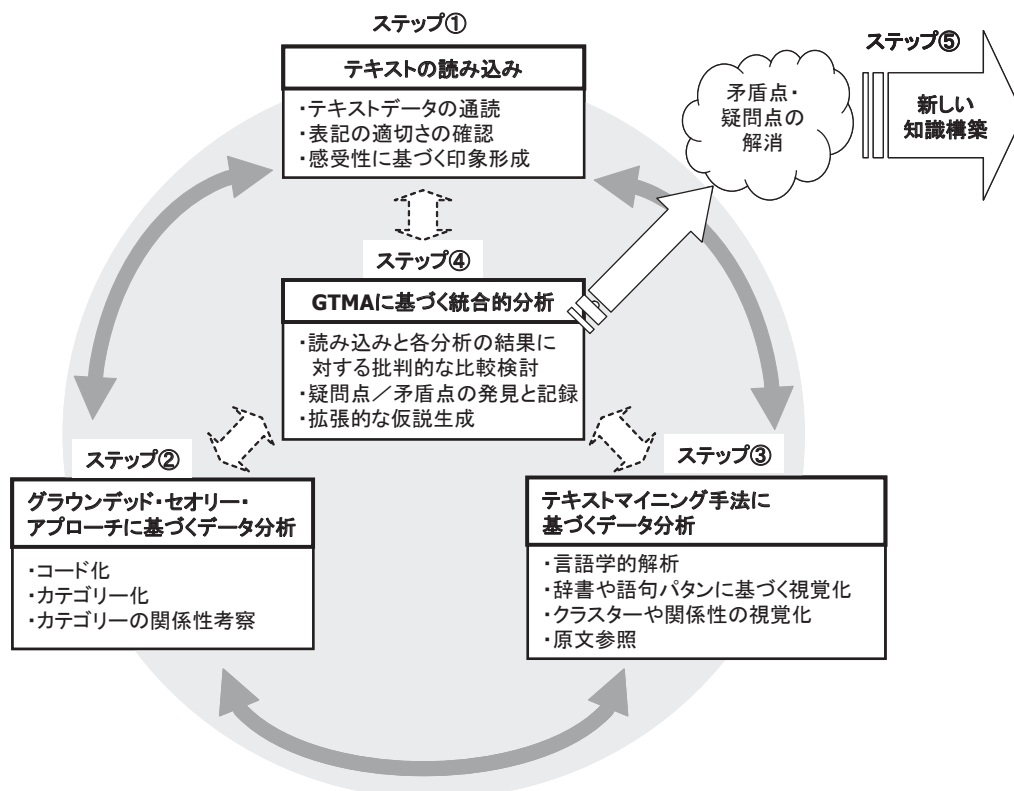 ステップ①
テキストの読み込み
・テキストデータの通読
・表記の適切さの確認
・感受性に基づく印象形成
矛盾点・
疑問点の
解消
ステップ⑤
新しい
知識構築
ステップ④
GTMAに基づく統合的分析
・読み込みと各分析の結果に
対する批判的な比較検討
・疑問点／矛盾点の発見と記録
・拡張的な仮説生成
ステップ②
グラウンデッド・セオリー・
アプローチに基づくデータ分析
・コード化
・カテゴリー化
・カテゴリーの関係性考察
ステップ③
テキストマイニング手法に
基づくデータ分析
・言語学的解析
・辞書や語句パタンに基づく視覚化
・クラスターや関係性の視覚化
・原文参照